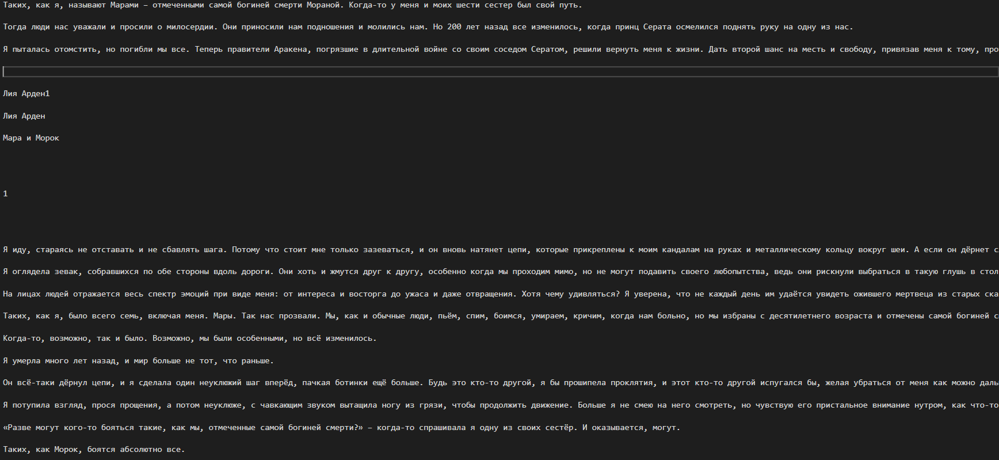 Таких, как я, называют Марами — отмеченными самой богиней смерти Мораной. Когда-то у меня и моих шести сестер был свой путь.
Тогда люди нас уважали и просили о милосердии. Они приносили нам подношения и молились нам. Но 200 лет назад все изменилось, когда принц Серата осмелился поднять руку на одну из нас.
Я пыталась отомстить, но погибли мы все. Теперь правители Аракена, погрязшие в длительной войне со своим соседом Сератом, решили вернуть меня к жизни. Дать второй шанс на месть и свободу, привязав меня к тому, про
Лия Арден1
Лия Арден
Мара и Морок
1
Я иду, стараясь не отставать и не сбавлять шага. Потому что стоит мне только зазеваться, и он вновь натянет цепи, которые прикреплены к моим кандалам на руках и металлическому кольцу вокруг шеи. А если он дёрнет
Я оглядела зевак, собравшихся по обе стороны вдоль дороги. Они хоть и жмутся друг к другу, особенно когда мы проходим мимо, но не могут подавить своего любопытства, ведь они рискнули выбраться в такую глушь в стол
На лицах людей отражается весь спектр эмоций при виде меня: от интереса и восторга до ужаса и даже отвращения. Хотя чему удивляться? Я уверена, что не каждый день им удаётся увидеть ожившего мертвеца из старых ска
Таких, как я, было всего семь, включая меня. Мары. Так нас прозвали. Мы, как и обычные люди, пьём, спим, боимся, умираем, кричим, когда нам больно, но мы избраны с десятилетнего возраста и отмечены самой богиней
Когда-то, возможно, так и было. Возможно, мы были особенными, но всё изменилось.
Я умерла много лет назад, и мир больше не тот, что раньше.
Он всё-таки дёрнул цепи, и я сделала один неуклюжий шаг вперёд, пачкая ботинки ещё больше. Будь это кто-то другой, я бы прошипела проклятия, и этот кто-то другой испугался бы, желая убраться от меня как можно даль
Я потупила взгляд, прося прощения, а потом неуклюже, с чавкающим звуком вытащила ногу из грязи, чтобы продолжить движение. Больше я не смею на него смотреть, но чувствую его пристальное внимание нутром, как что-то
«Разве могут кого-то бояться такие, как мы, отмеченные самой богиней смерти?» — когда-то спрашивала я одну из своих сестёр. И оказывается, могут.
Таких, как Морок, боятся абсолютно все.